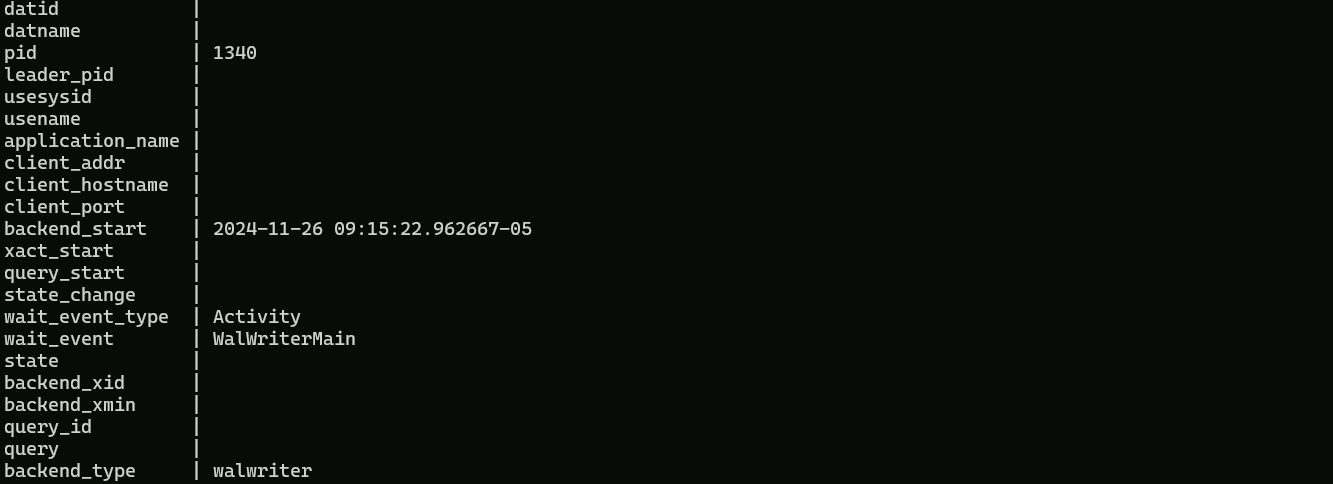 datid            |
datname          |
pid              | 1340
leader_pid       |
usesysid         |
usename          |
application_name |
client_addr      |
client_hostname  |
client_port      |
backend_start    | 2024-11-26 09:15:22.962667-05
xact_start       |
query_start      |
state_change     |
wait_event_type  | Activity
wait_event       | WalWriterMain
state            |
backend_xid      |
backend_xmin     |
query_id         |
query            |
backend_type     | walwriter